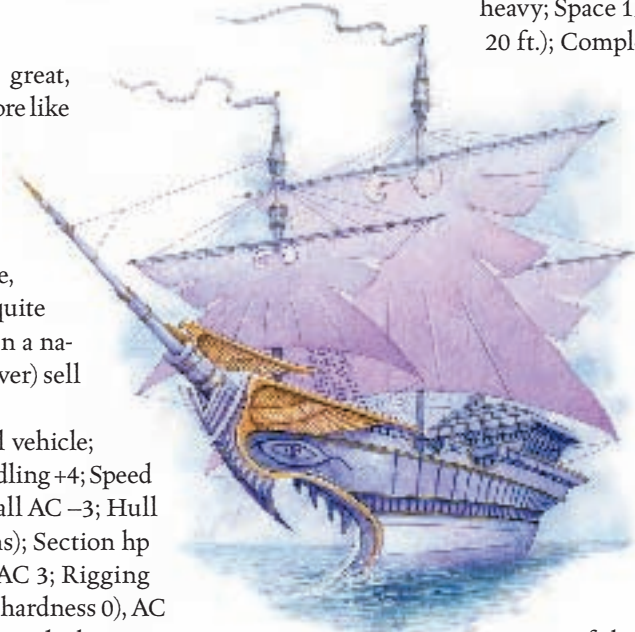 great,
ore like
e,
quite
n a na-
ver) sell
l vehicle;
dling +4; Speed
all AC –3; Hull
ns); Section hp
AC 3; Rigging
hardness 0), AC
heavy; Space 1
20 ft.); Compl